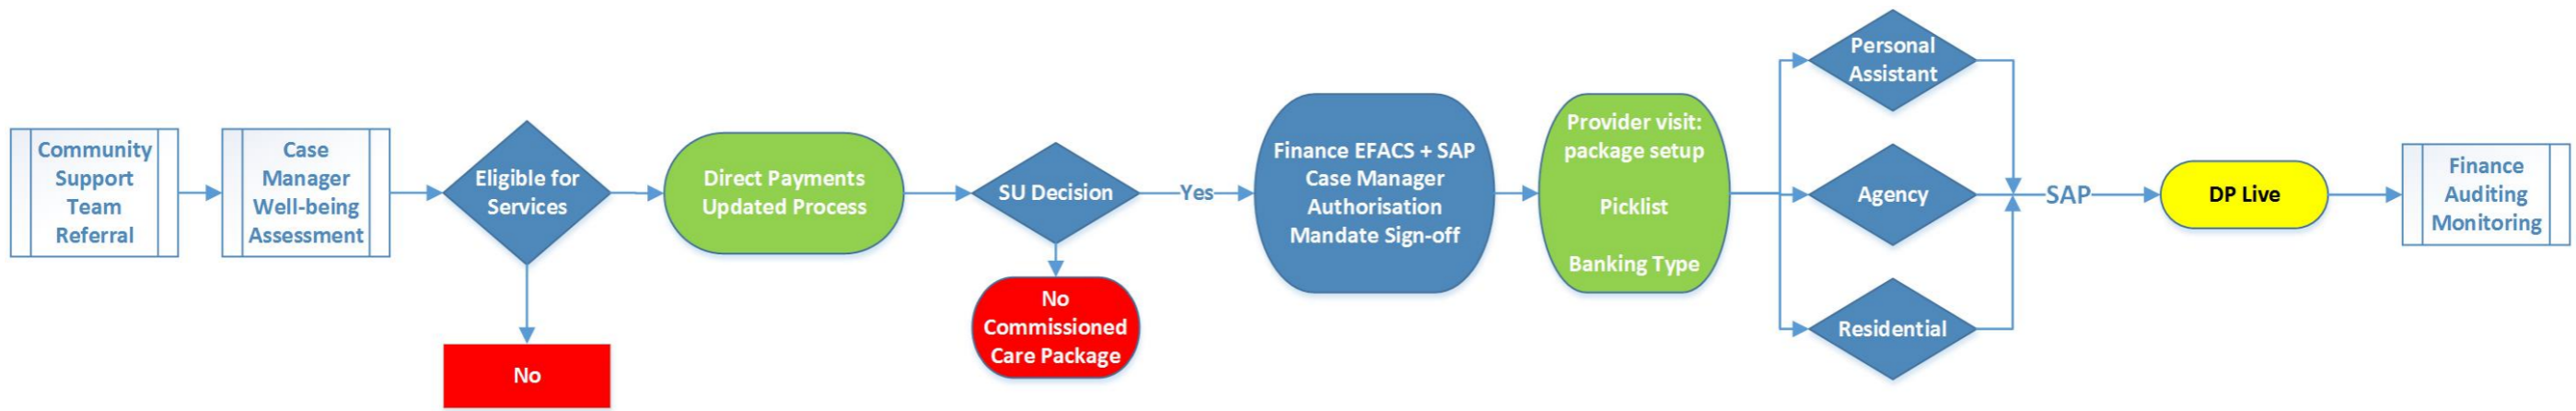 Community
Support
Team
Referral
Case
Manager
Well-being
Assessment
Eligible for
Services
No
Direct Payments
Updated Process
SU Decision
Yes
No
Commissioned
Care Package
Finance EFACS + SAP
Case Manager
Authorisation
Mandate Sign-off
Provider visit:
package setup
Picklist
Banking Type
Personal
Assistant
Agency
Residential
SAP
DP Live
Finance
Auditing
Monitoring